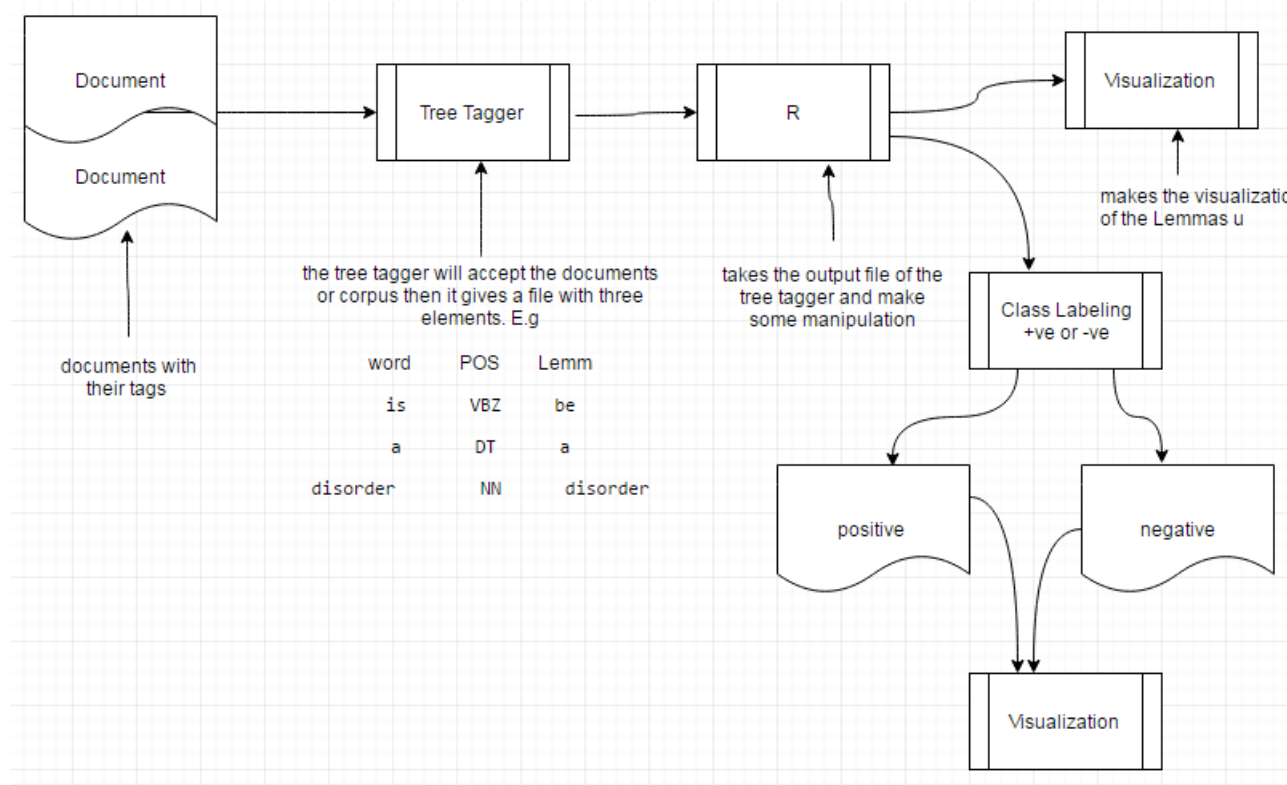 Document
Document
documents with
their tags
Tree Tagger
the tree tagger will accept the documents
or corpus then it gives a file with three
elements. E.g
word POS Lemm
is VBZ be
a DT a
disorder NN disorder
R
takes the output file of the
tree tagger and make
some manipulation
Visualization
makes the visualizatio
of the Lemmas u
Class Labeling
+ve or -ve
positive
negative
Visualization